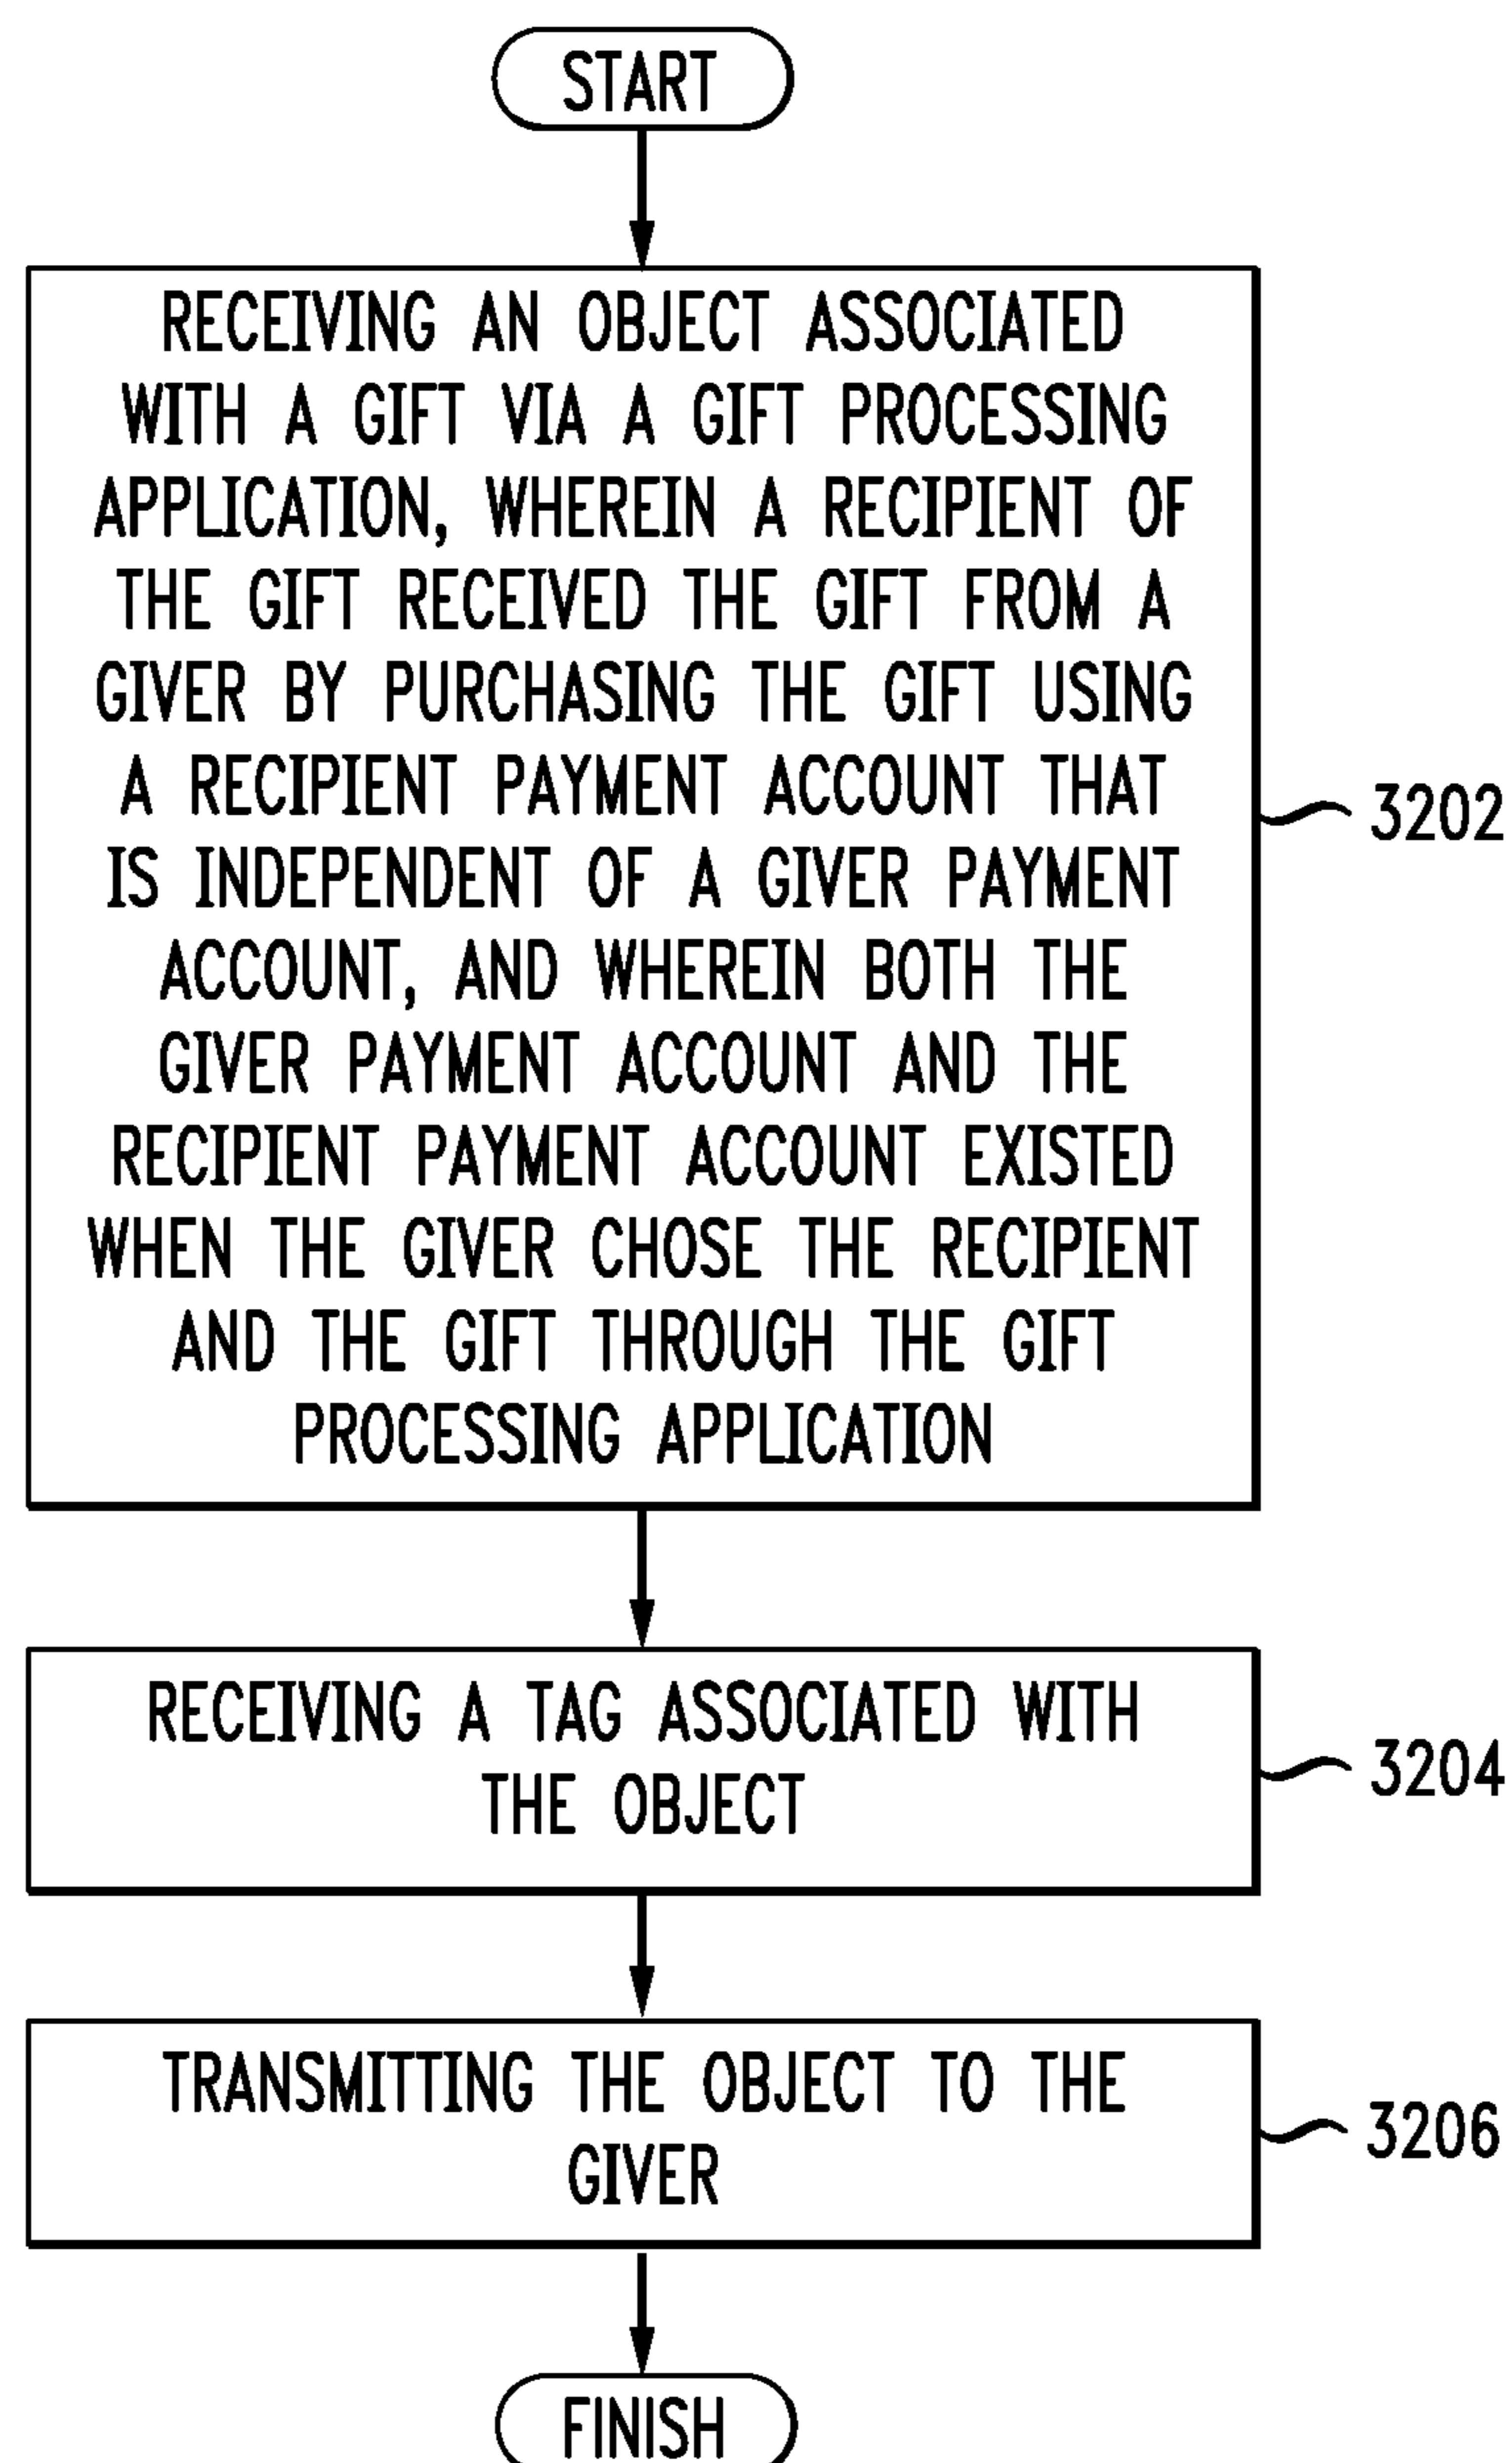 START
RECEIVING AN OBJECT ASSOCIATED
WITH A GIFT VIA A GIFT PROCESSING
APPLICATION, WHEREIN A RECIPIENT OF
THE GIFT RECEIVED THE GIFT FROM A
GIVER BY PURCHASING THE GIFT USING
A RECIPIENT PAYMENT ACCOUNT THAT
IS INDEPENDENT OF A GIVER PAYMENT
ACCOUNT, AND WHEREIN BOTH THE
GIVER PAYMENT ACCOUNT AND THE
RECIPIENT PAYMENT ACCOUNT EXISTED
WHEN THE GIVER CHOSE THE RECIPIENT
AND THE GIFT THROUGH THE GIFT
PROCESSING APPLICATION
3202
RECEIVING A TAG ASSOCIATED WITH
THE OBJECT
3204
TRANSMITTING THE OBJECT TO THE
GIVER
3206
FINISH